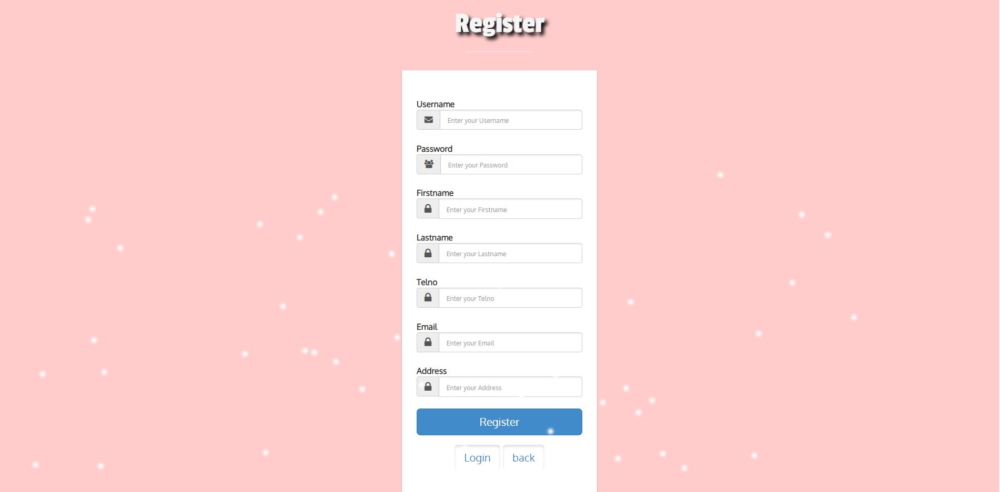 Register
Username
Enter your Username
Password
Enter your Password
Firstname
Enter your Firstname
Lastname
Enter your Lastname
Telno
Enter your Telno
Email
Enter your Email
Address
Enter your Address
Register
Login back